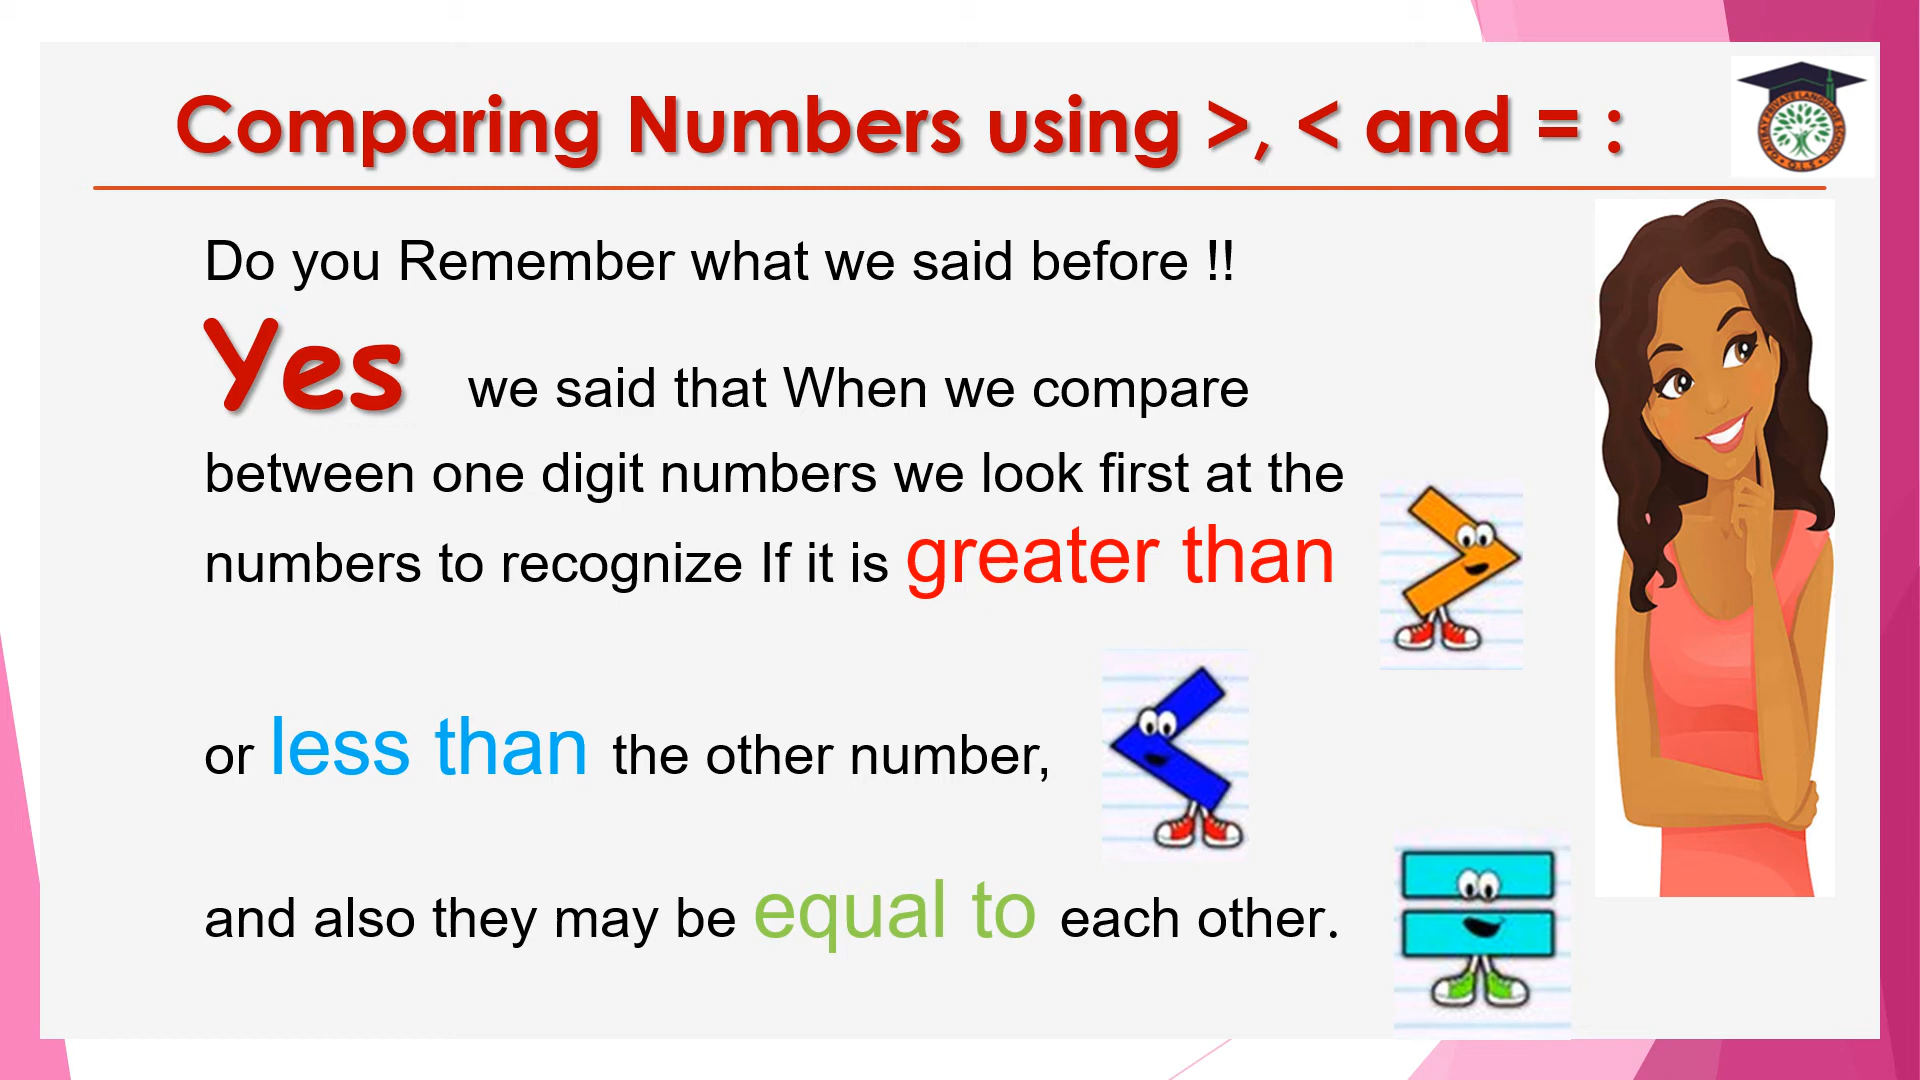 Comparing Numbers using >, < and = :
Do you Remember what we said before !!
Yes we said that When we compare
between one digit numbers we look first at the
numbers to recognize If it is greater than
or less than the other number,
and also they may be equal to each other.